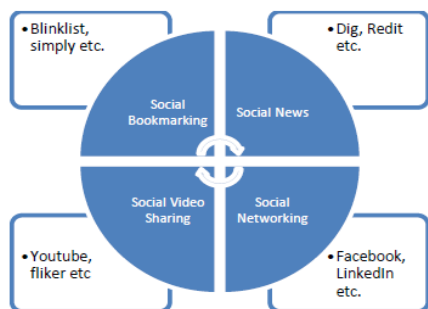 •Blinklist,
simply etc.
•Dig, Redit
etc.
Social
Bookmarking
Social News
Social Video
Sharing
Social
Networking
•Youtube,
fliker etc
•Facebook,
LinkedIn
etc.